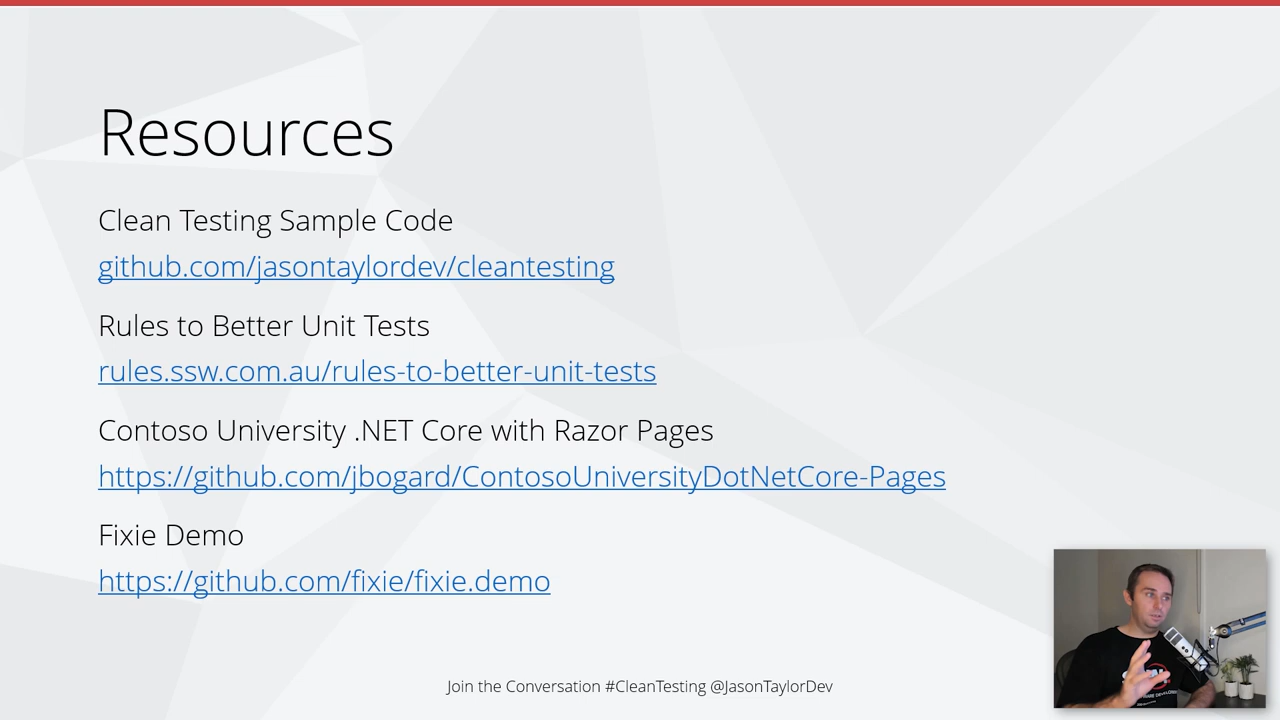 Resources
Clean Testing Sample Code
github.com/jasontaylordev/cleantesting
Rules to Better Unit Tests
rules.ssw.com.au/rules-to-better-unit-tests
Contoso University .NET Core with Razor Pages
https://github.com/jbogard/ContosoUniversityDotNetCore-Pages
Fixie Demo
https://github.com/fixie/fixie.demo
Join the Conversation #CleanTesting @JasonTaylorDev